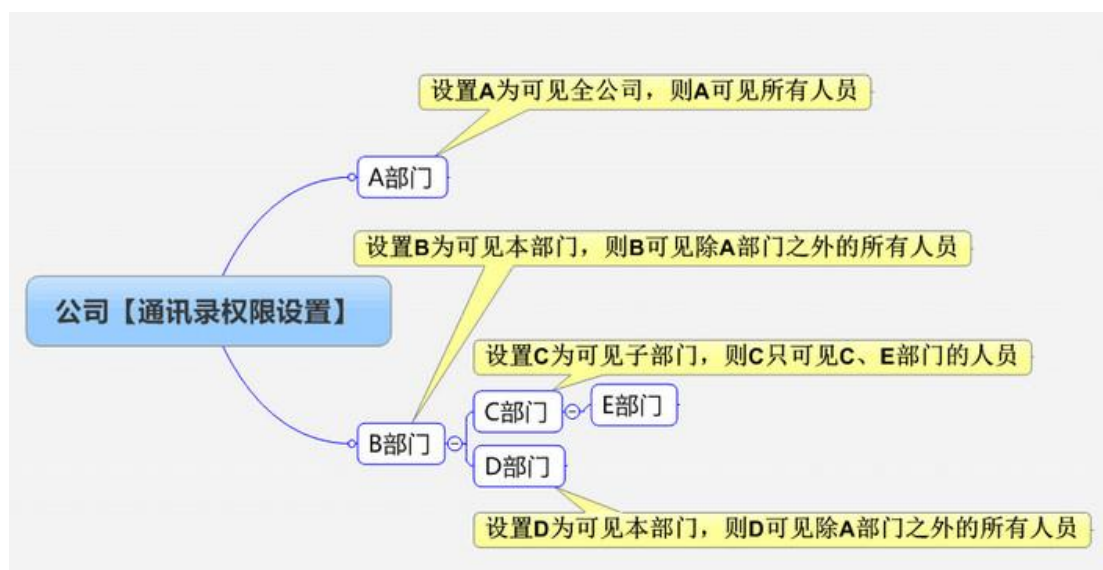 设置A为可见全公司，则A可见所有人员
A部门
设置B为可见本部门，则B可见除A部门之外的所有人员
公司【通讯录权限设置】
设置C为可见子部门，则C只可见C、E部门的人员
C部门
E部门
B部门
D部门
设置D为可见本部门，则D可见除A部门之外的所有人员